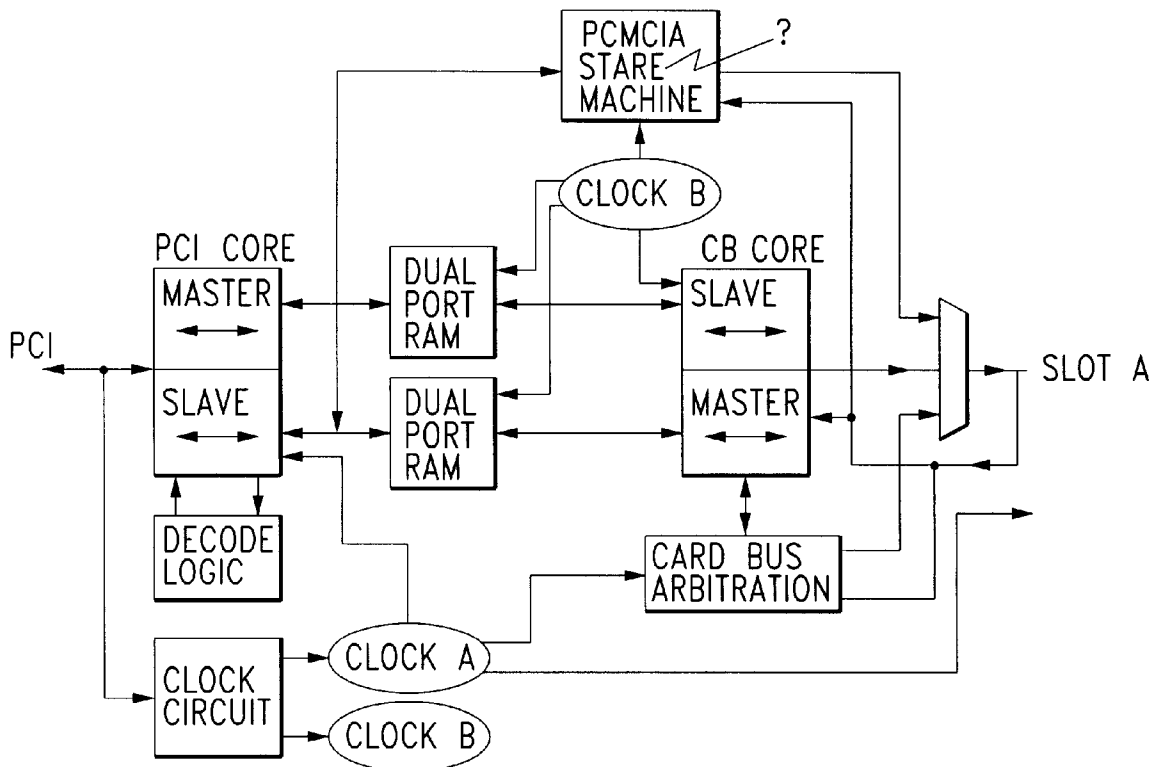 PCMCIA
STARE
MACHINE
?
CLOCK B
PCI CORE
MASTER
SLAVE
DUAL
PORT
RAM
DUAL
PORT
RAM
CB CORE
SLAVE
MASTER
PCI
SLOT A
DECODE
LOGIC
CARD BUS
ARBITRATION
CLOCK
CIRCUIT
CLOCK A
CLOCK B